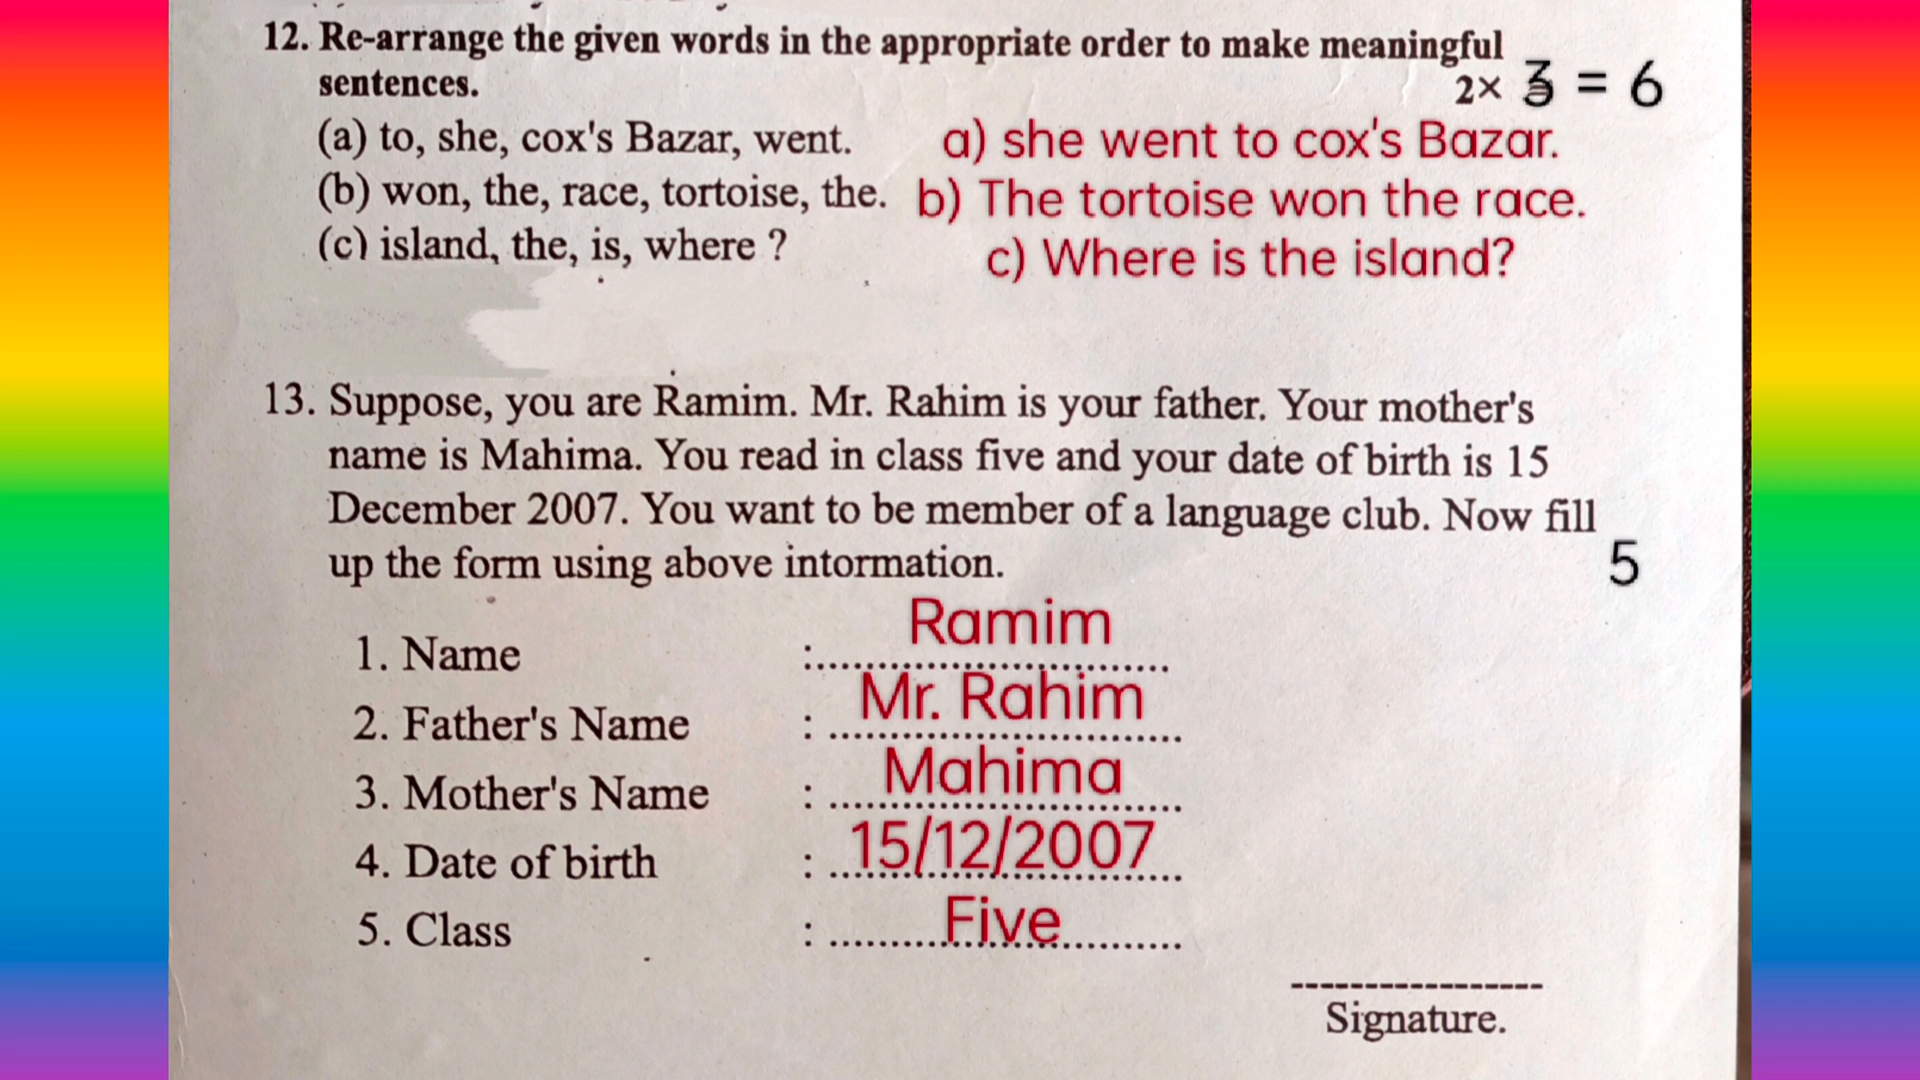 12. Re-arrange the given words in the appropriate order to make meaningful
sentences. 2× 3 = 6
(a) to, she, cox's Bazar, went. a) she went to cox's Bazar.
(b) won, the, race, tortoise, the. b) The tortoise won the race.
(c) island, the, is, where ? c) Where is the island?
13. Suppose, you are Ramim. Mr. Rahim is your father. Your mother's
name is Mahima. You read in class five and your date of birth is 15
December 2007. You want to be member of a language club. Now fill
up the form using above intormation. 5
1. Name :.............................. Ramim
2. Father's Name : .............................. Mr. Rahim
3. Mother's Name : .............................. Mahima
4. Date of birth : .............................. 15/12/2007
5. Class : .............................. Five
-----------------
Signature.